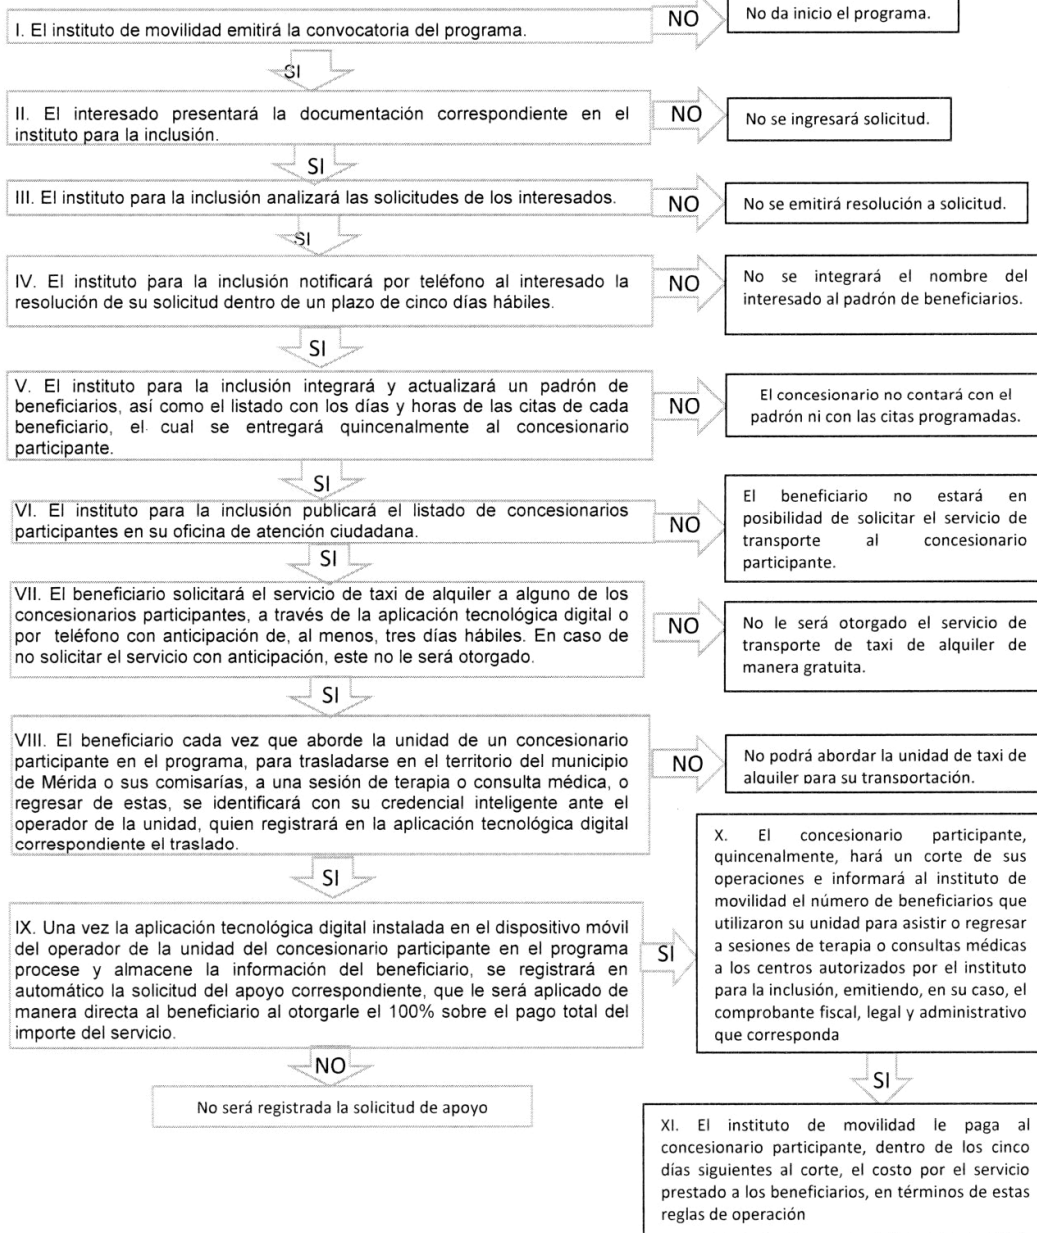 I. El instituto de movilidad emitirá la convocatoria del programa.
NO
No da inicio el programa.
SI
II. El interesado presentará la documentación correspondiente en el
instituto para la inclusión.
NO
No se ingresará solicitud.
SI
III. El instituto para la inclusión analizará las solicitudes de los interesados.
NO
No se emitirá resolución a solicitud.
SI
IV. El instituto para la inclusión notificará por teléfono al interesado la
resolución de su solicitud dentro de un plazo de cinco días hábiles.
NO
No se integrará el nombre del
interesado al padrón de beneficiarios.
SI
V. El instituto para la inclusión integrará y actualizará un padrón de
beneficiarios, así como el listado con los días y horas de las citas de cada
beneficiario, el cual se entregará quincenalmente al concesionario
participante.
NO
El concesionario no contará con el
padrón ni con las citas programadas.
SI
VI. El instituto para la inclusión publicará el listado de concesionarios
participantes en su oficina de atención ciudadana.
NO
El beneficiario no estará en
posibilidad de solicitar el servicio de
transporte al concesionario
participante.
SI
VII. El beneficiario solicitará el servicio de taxi de alquiler a alguno de los
concesionarios participantes, a través de la aplicación tecnológica digital o
por teléfono con anticipación de, al menos, tres días hábiles. En caso de
no solicitar el servicio con anticipación, este no le será otorgado.
NO
No le será otorgado el servicio de
transporte de taxi de alquiler de
manera gratuita.
SI
VIII. El beneficiario cada vez que aborde la unidad de un concesionario
participante en el programa, para trasladarse en el territorio del municipio
de Mérida o sus comisarías, a una sesión de terapia o consulta médica, o
regresar de estas, se identificará con su credencial inteligente ante el
operador de la unidad, quien registrará en la aplicación tecnológica digital
correspondiente el traslado.
NO
No podrá abordar la unidad de taxi de
alquiler para su transportación.
SI
IX. Una vez la aplicación tecnológica digital instalada en el dispositivo móvil
del operador de la unidad del concesionario participante en el programa
procese y almacene la información del beneficiario, se registrará en
automático la solicitud del apoyo correspondiente, que le será aplicado de
manera directa al beneficiario al otorgarle el 100% sobre el pago total del
importe del servicio.
SI
X. El concesionario participante,
quincenalmente, hará un corte de sus
operaciones e informará al instituto de
movilidad el número de beneficiarios que
utilizaron su unidad para asistir o regresar
a sesiones de terapia o consultas médicas
a los centros autorizados por el instituto
para la inclusión, emitiendo, en su caso, el
comprobante fiscal, legal y administrativo
que corresponda
NO
No será registrada la solicitud de apoyo
SI
XI. El instituto de movilidad le paga al
concesionario participante, dentro de los cinco
días siguientes al corte, el costo por el servicio
prestado a los beneficiarios, en términos de estas
reglas de operación